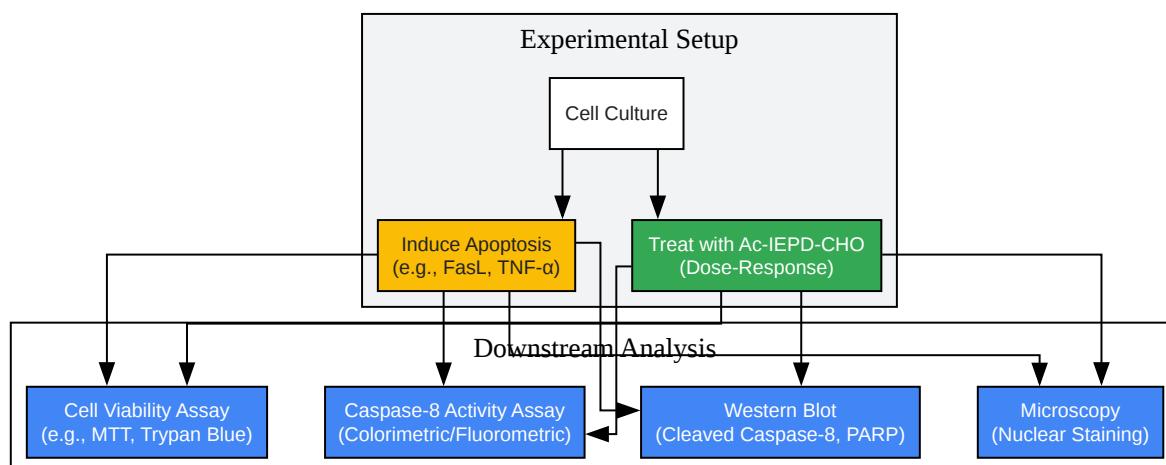 Experimental Setup
Cell Culture
Induce Apoptosis
(e.g., FasL, TNF-α)
Treat with Ac-IEPD-CHO
(Dose-Response)
Downstream Analysis
Cell Viability Assay
(e.g., MTT, Trypan Blue)
Caspase-8 Activity Assay
(Colorimetric/Fluorometric)
Western Blot
(Cleaved Caspase-8, PARP)
Microscopy
(Nuclear Staining)